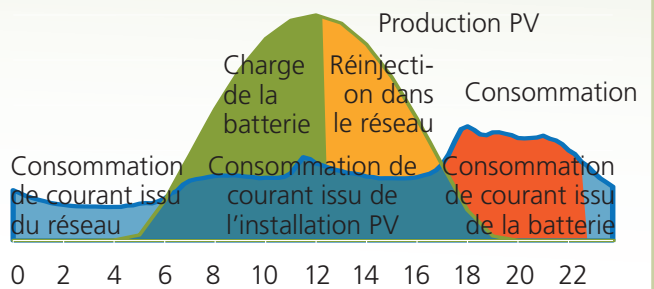 Production PV
Charge
de la
batterie
Réinjecti-
on dans
le réseau
Consommation
Consommation
de courant issu
du réseau
Consommation de
courant issu de
l’installation PV
Consommation
de courant issu
de la batterie
0 2 4 6 8 10 12 14 16 18 20 22